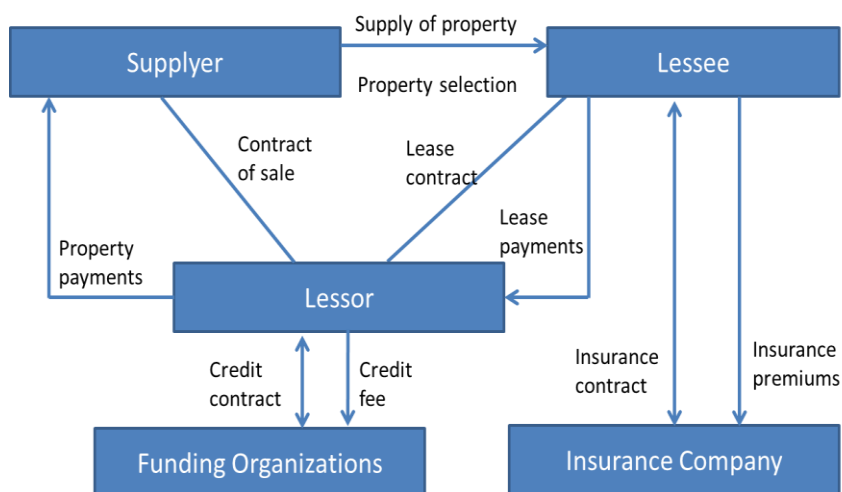 Supply of property
Supplyer
Lessee
Property selection
Contract
of sale
Lease
contract
Lease
payments
Property
payments
Lessor
Credit
contract
Credit
fee
Insurance
contract
Insurance
premiums
Funding Organizations
Insurance Company